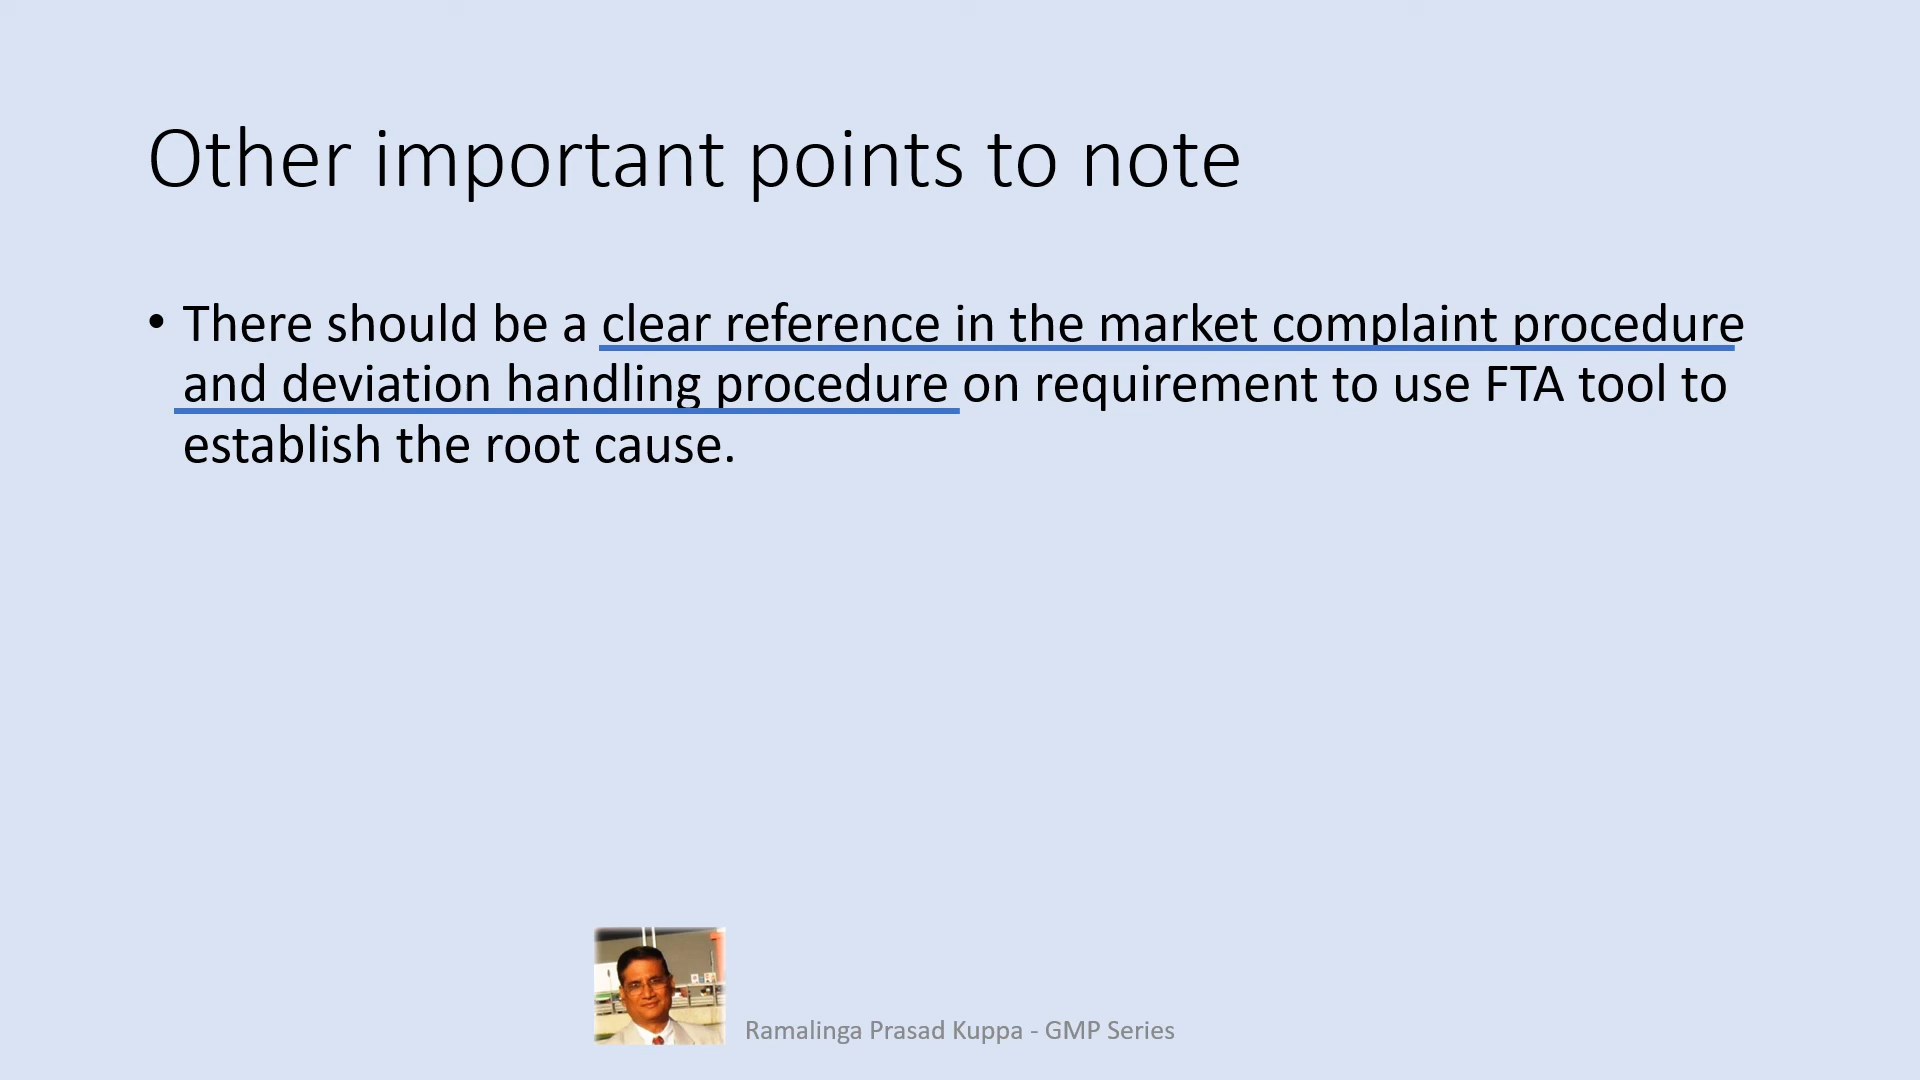 Other important points to note
• There should be a clear reference in the market complaint procedure
and deviation handling procedure on requirement to use FTA tool to
establish the root cause.
Ramalinga Prasad Kuppa - GMP Series